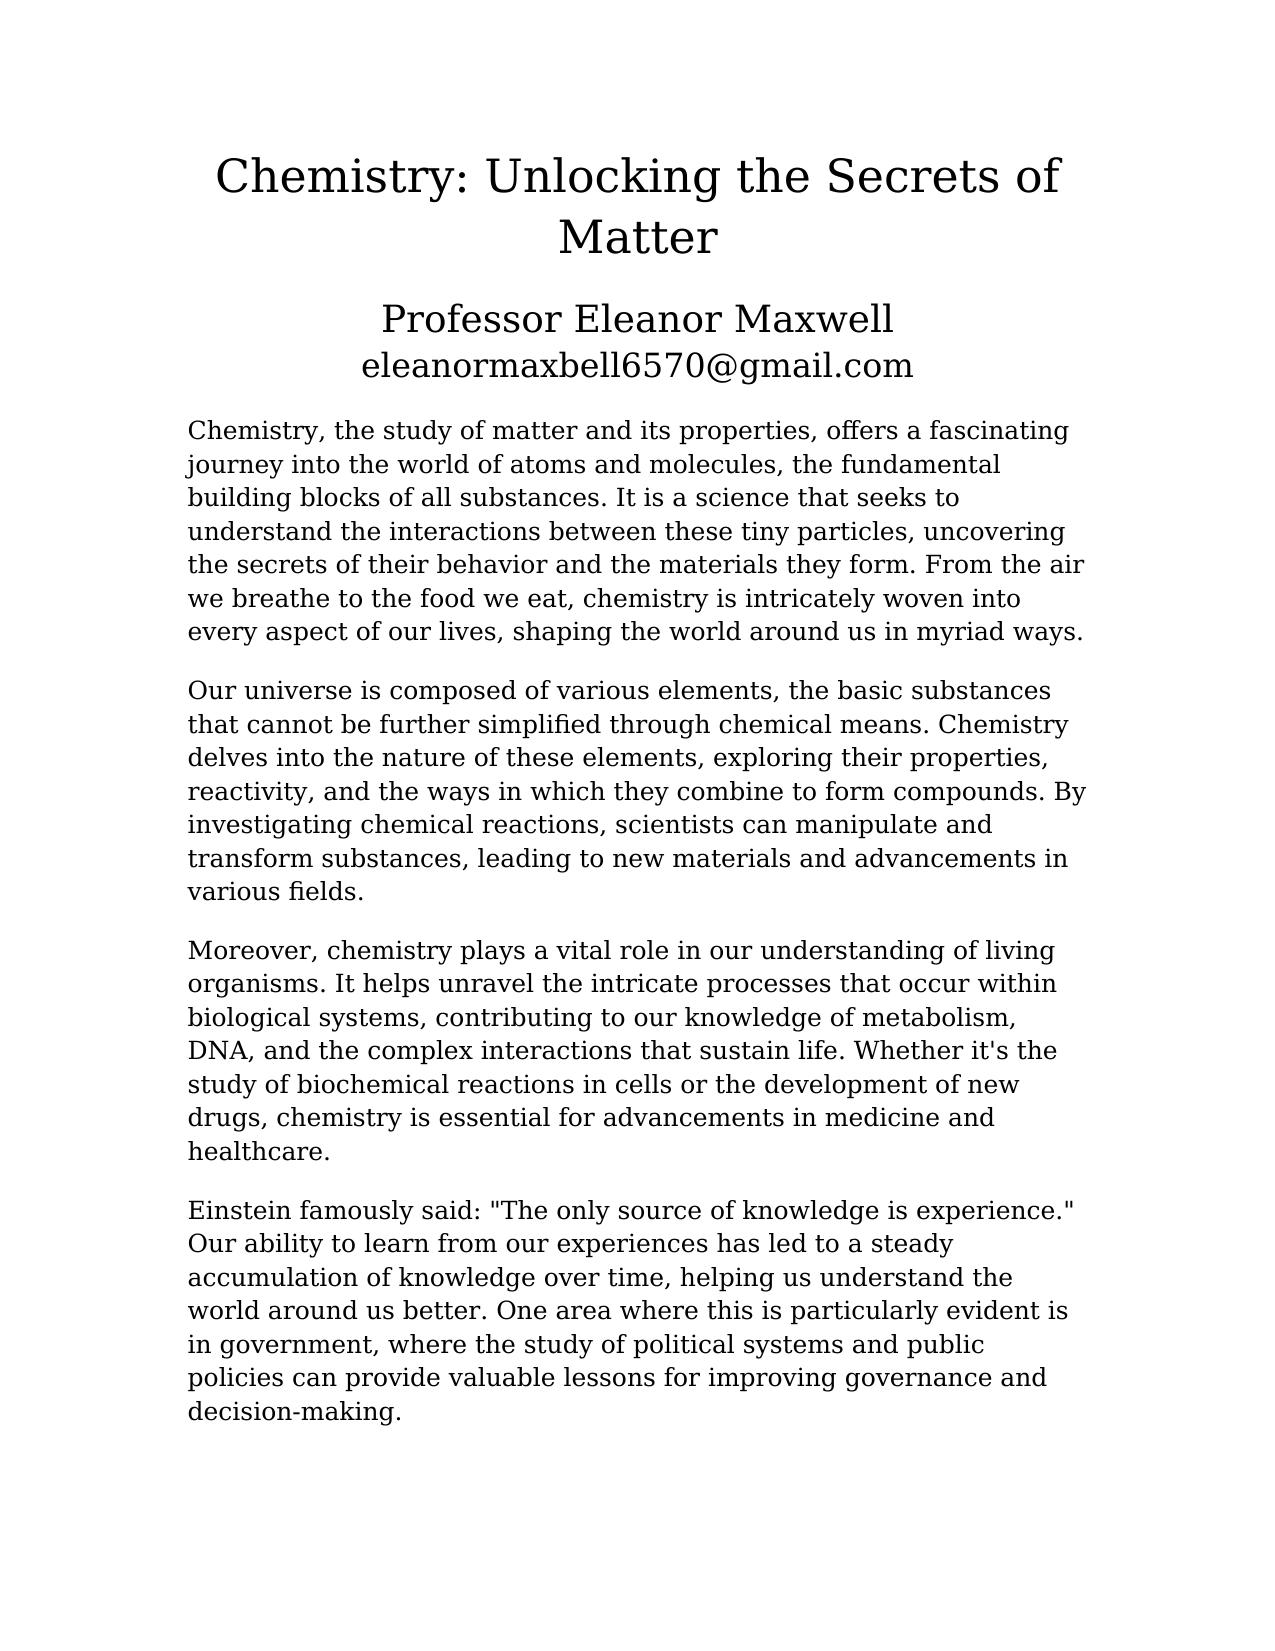 Chemistry: Unlocking the Secrets of
Matter
Professor Eleanor Maxwell
eleanormaxbell6570@gmail.com
Chemistry, the study of matter and its properties, offers a fascinating
journey into the world of atoms and molecules, the fundamental
building blocks of all substances. It is a science that seeks to
understand the interactions between these tiny particles, uncovering
the secrets of their behavior and the materials they form. From the air
we breathe to the food we eat, chemistry is intricately woven into
every aspect of our lives, shaping the world around us in myriad ways.
Our universe is composed of various elements, the basic substances
that cannot be further simplified through chemical means. Chemistry
delves into the nature of these elements, exploring their properties,
reactivity, and the ways in which they combine to form compounds. By
investigating chemical reactions, scientists can manipulate and
transform substances, leading to new materials and advancements in
various fields.
Moreover, chemistry plays a vital role in our understanding of living
organisms. It helps unravel the intricate processes that occur within
biological systems, contributing to our knowledge of metabolism,
DNA, and the complex interactions that sustain life. Whether it's the
study of biochemical reactions in cells or the development of new
drugs, chemistry is essential for advancements in medicine and
healthcare.
Einstein famously said: "The only source of knowledge is experience."
Our ability to learn from our experiences has led to a steady
accumulation of knowledge over time, helping us understand the
world around us better. One area where this is particularly evident is
in government, where the study of political systems and public
policies can provide valuable lessons for improving governance and
decision-making.